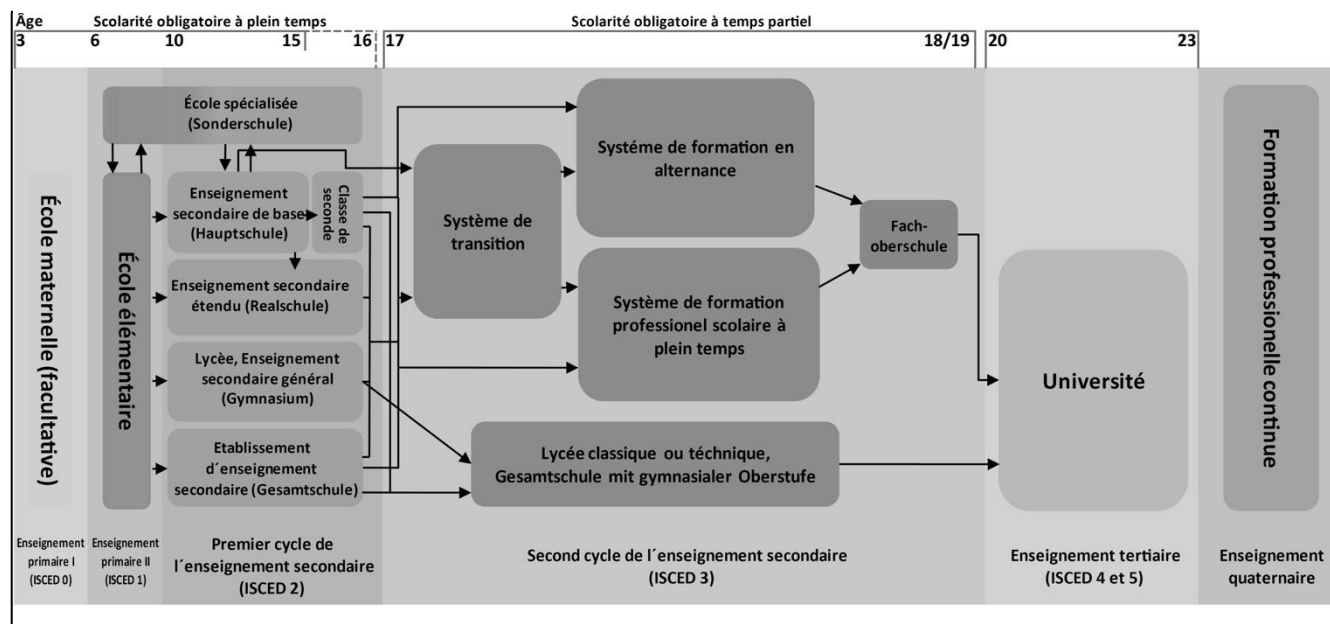 Âge
Scolarité obligatoire à plein temps
Scolarité obligatoire à temps partiel
3
6
10
15
16
17
18/19
20
23
École maternelle (facultative)
École élémentaire
École spécialisée
(Sonderschule)
Enseignement
secondaire de base
(Hauptschule)
Classe de
seconde
Enseignement secondaire
étendu (Realschule)
Lycèe, Enseignement
secondaire général
(Gymnasium)
Etablissement
d´enseignement
secondaire (Gesamtschule)
Système de
transition
Systéme de formation en
alternance
Système de formation
professionel scolaire à
plein temps
Fach-
oberschule
Lycée classique ou téchnique,
Gesamtschule mit gymnasialer Oberstufe
Université
Formation professionelle continue
Enseignement
primaire I
(ISCED 0)
Enseignement
primaire II
(ISCED 1)
Premier cycle de
l´enseignement secondaire
(ISCED 2)
Second cycle de l´enseignement secondaire
(ISCED 3)
Enseignement tertiaire
(ISCED 4 et 5)
Enseignement
quaternaire